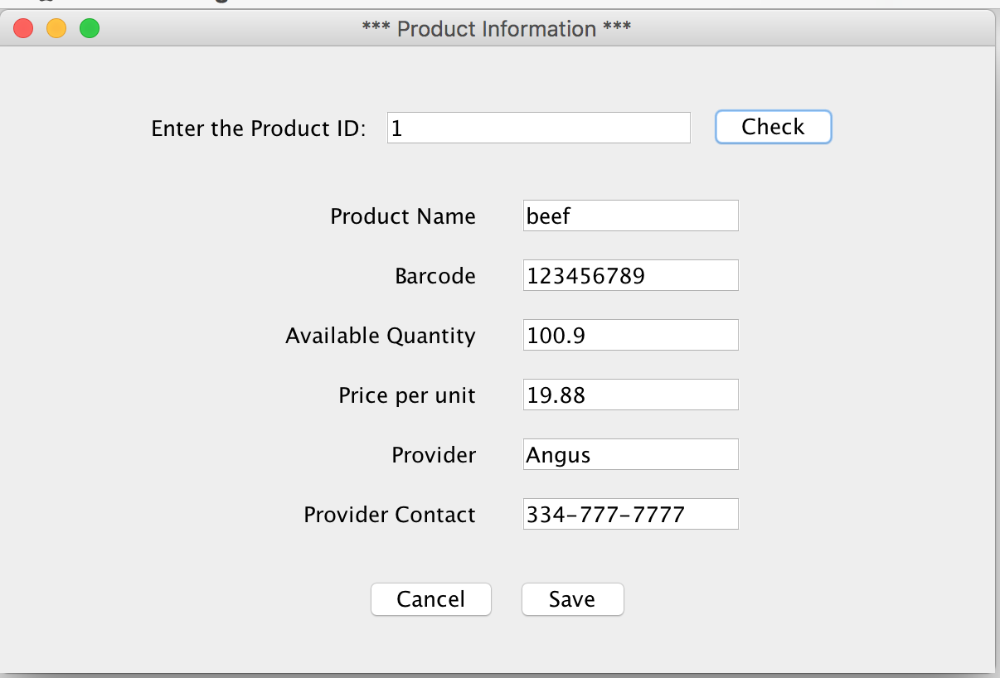 *** Product Information ***
Enter the Product ID: 1 Check
Product Name beef
Barcode 123456789
Available Quantity 100.9
Price per unit 19.88
Provider Angus
Provider Contact 334-777-7777
Cancel Save